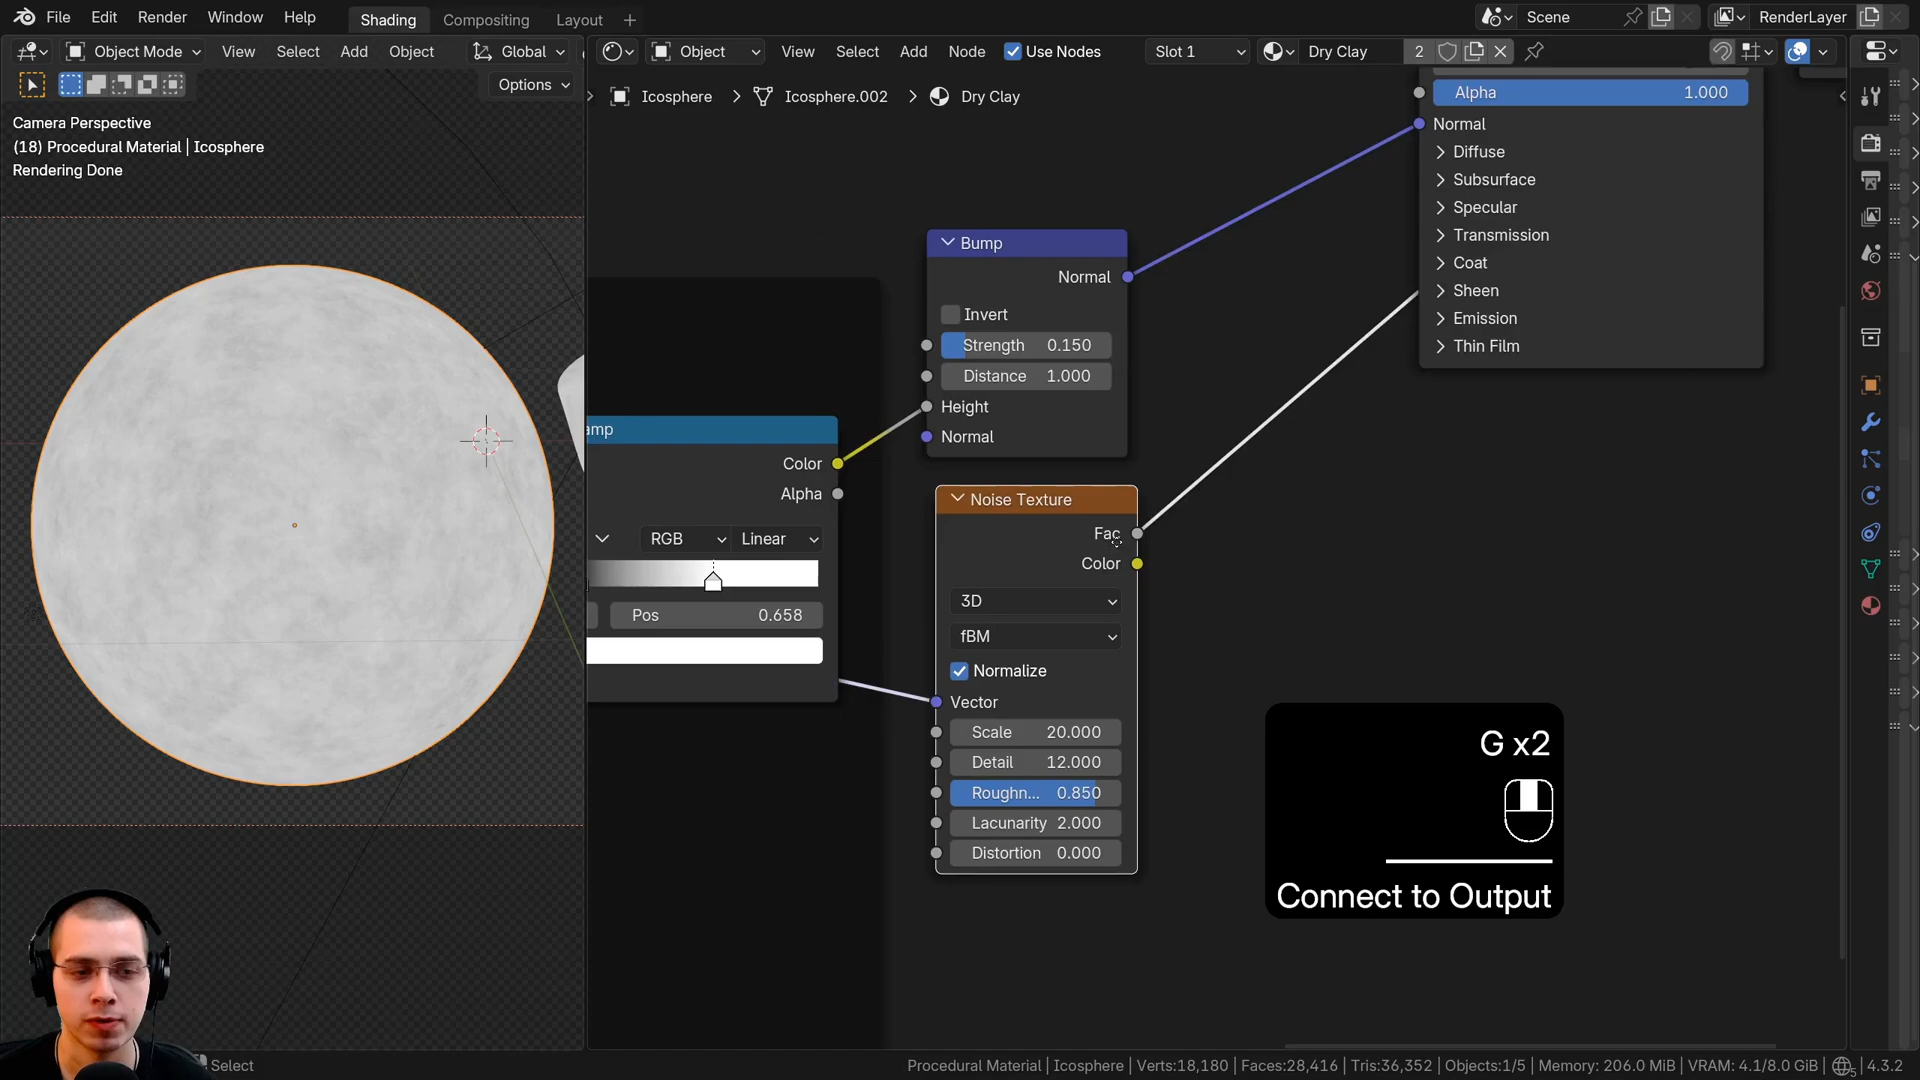 File Edit Render Window Help Shading Compositing Layout + Scene RenderLayer
Object Mode View Select Add Object Global Object View Select Add Node Use Nodes Slot 1 Dry Clay 2
Options
Icosphere Icosphere.002 Dry Clay
Camera Perspective
(18) Procedural Material | Icosphere
Rendering Done
Alpha 1.000
Normal
Diffuse
Subsurface
Specular
Transmission
Coat
Sheen
Emission
Thin Film
Bump
Normal
Invert
Strength 0.150
Distance 1.000
Height
Normal
amp
Color
Alpha
RGB Linear
Pos 0.658
Noise Texture
Fac
Color
3D
fBM
Normalize
Vector
Scale 20.000
Detail 12.000
Roughn... 0.850
Lacunarity 2.000
Distortion 0.000
G x2
Connect to Output
Select
Procedural Material | Icosphere | Verts:18,180 | Faces:28,416 | Tris:36,352 | Objects:1/5 | Memory: 206.0 MiB | VRAM: 4.1/8.0 GiB | 5 4.3.2